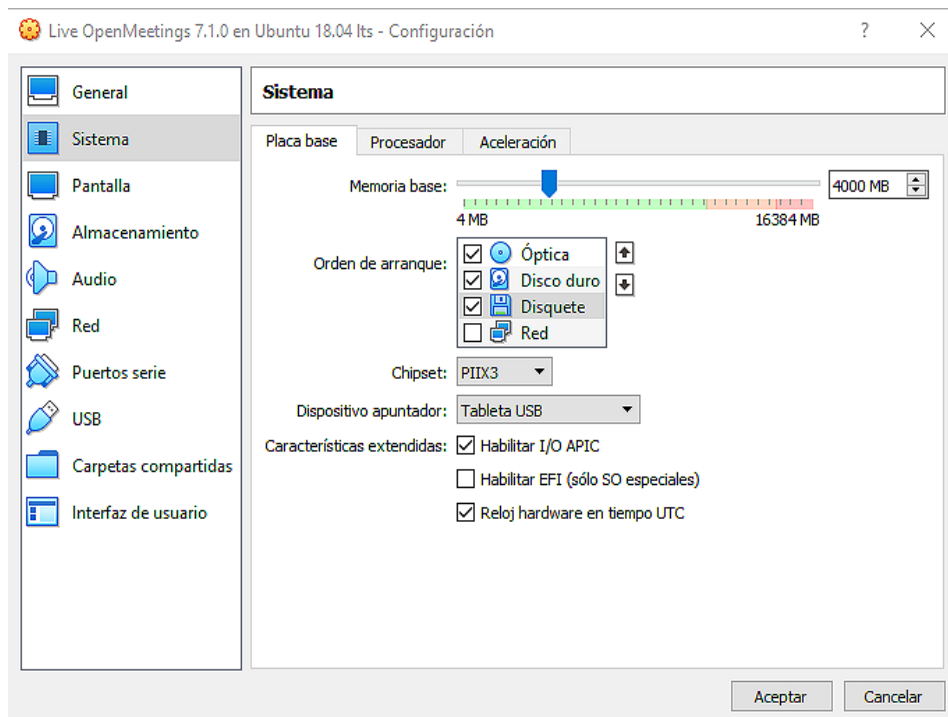 Live OpenMeetings 7.1.0 en Ubuntu 18.04 lts - Configuración ?
General
Sistema
Pantalla
Almacenamiento
Audio
Red
Puertos serie
USB
Carpetas compartidas
Interfaz de usuario
Sistema
Placa base Procesador Aceleración
Memoria base: 4000 MB
4 MB 16384 MB
Orden de arranque:
Óptica
Disco duro
Disquete
Red
Chipset: PIIX3
Dispositivo apuntador: Tableta USB
Características extendidas: Habilitar I/O APIC
Habilitar EFI (sólo SO especiales)
Reloj hardware en tiempo UTC
Aceptar Cancelar